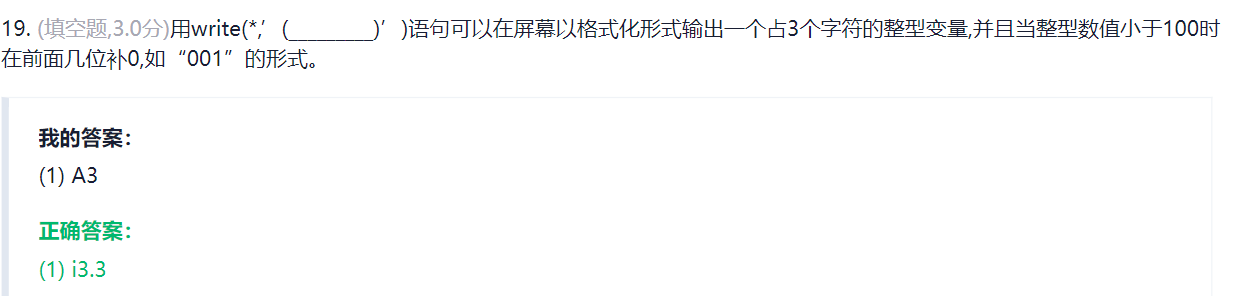 19. (填空题,3.0分)用write(*,’(_________)’)语句可以在屏幕以格式化形式输出一个占3个字符的整型变量,并且当整型数值小于100时
在前面几位补0,如“001”的形式。
我的答案：
(1) A3
正确答案：
(1) i3.3